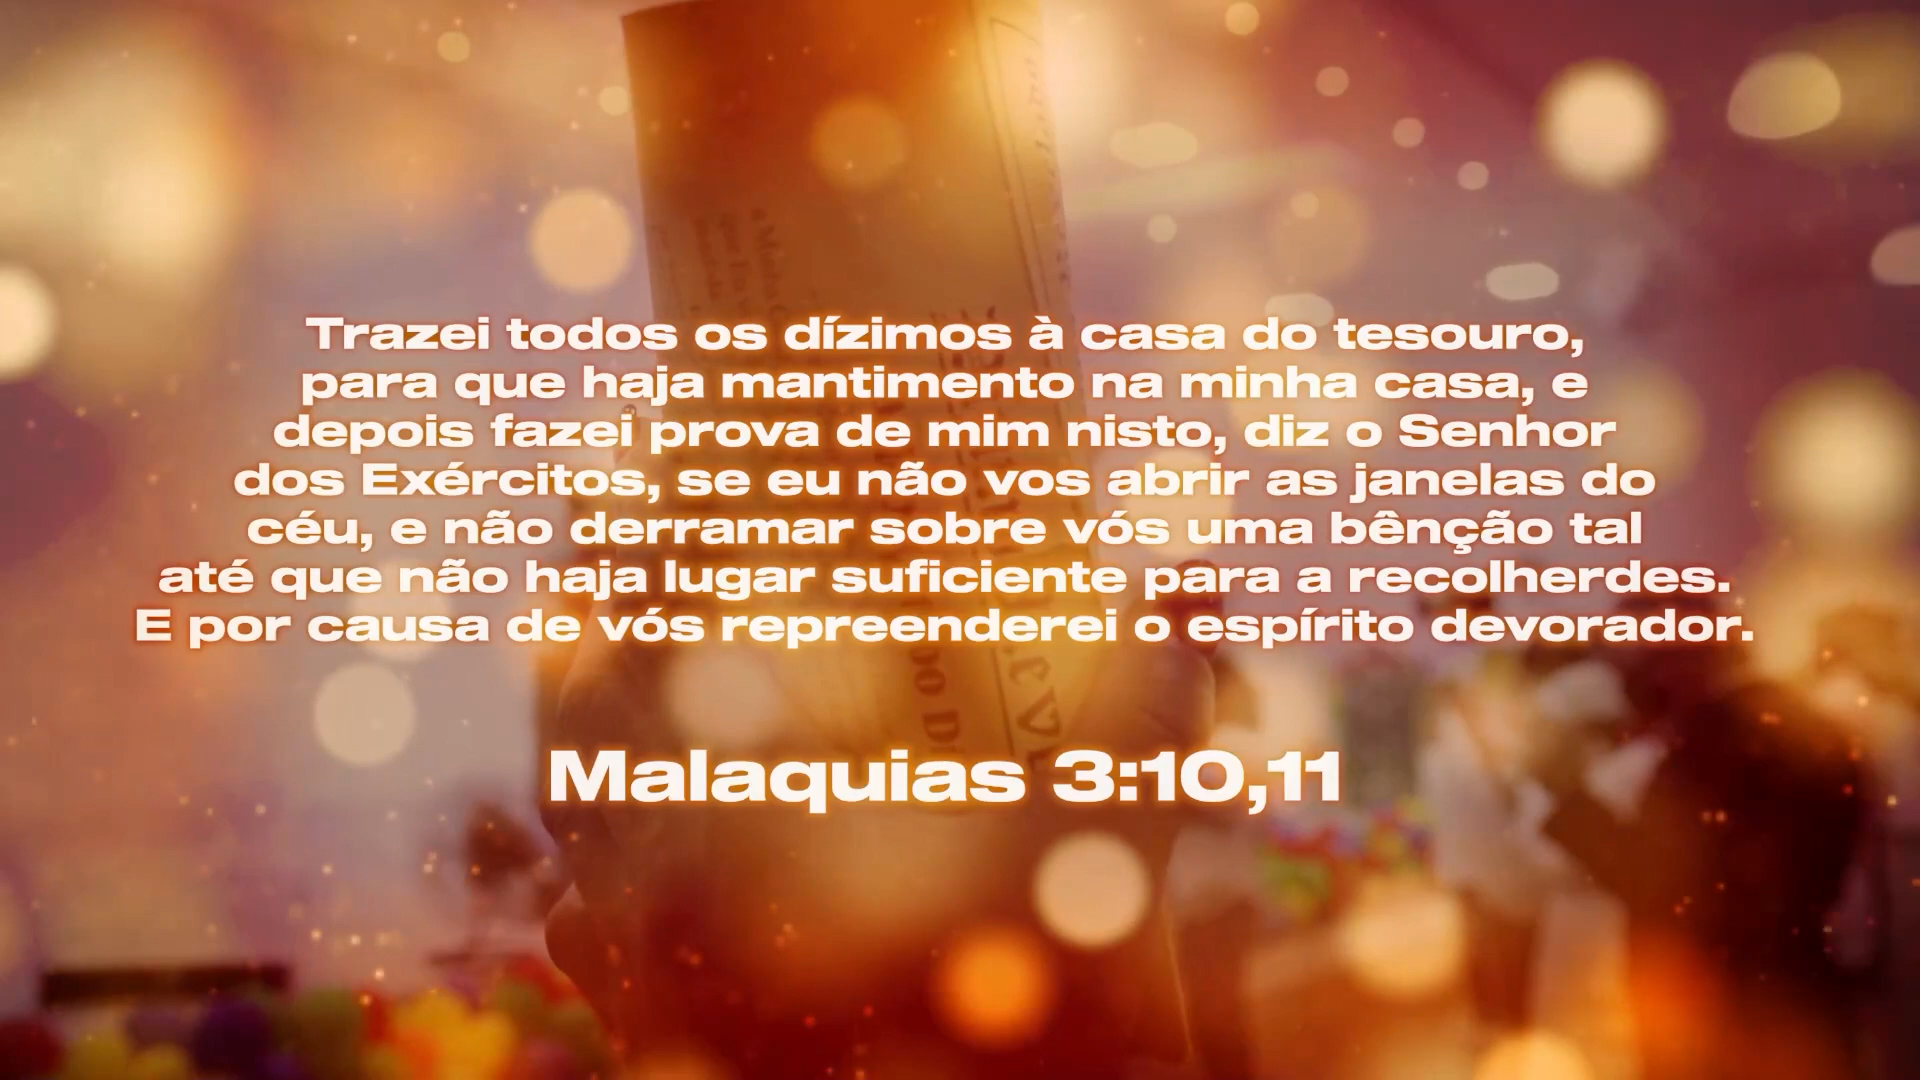 Trazei todos os dízimos à casa do tesouro,
para que haja mantimento na minha casa, e
depois fazei prova de mim nisto, diz o Senhor
dos Exércitos, se eu não vos abrir as janelas do
céu, e não derramar sobre vós uma bênção tal
até que não haja lugar suficiente para a recolherdes.
E por causa de vós repreenderei o espírito devorador.
Malaquias 3:10,11